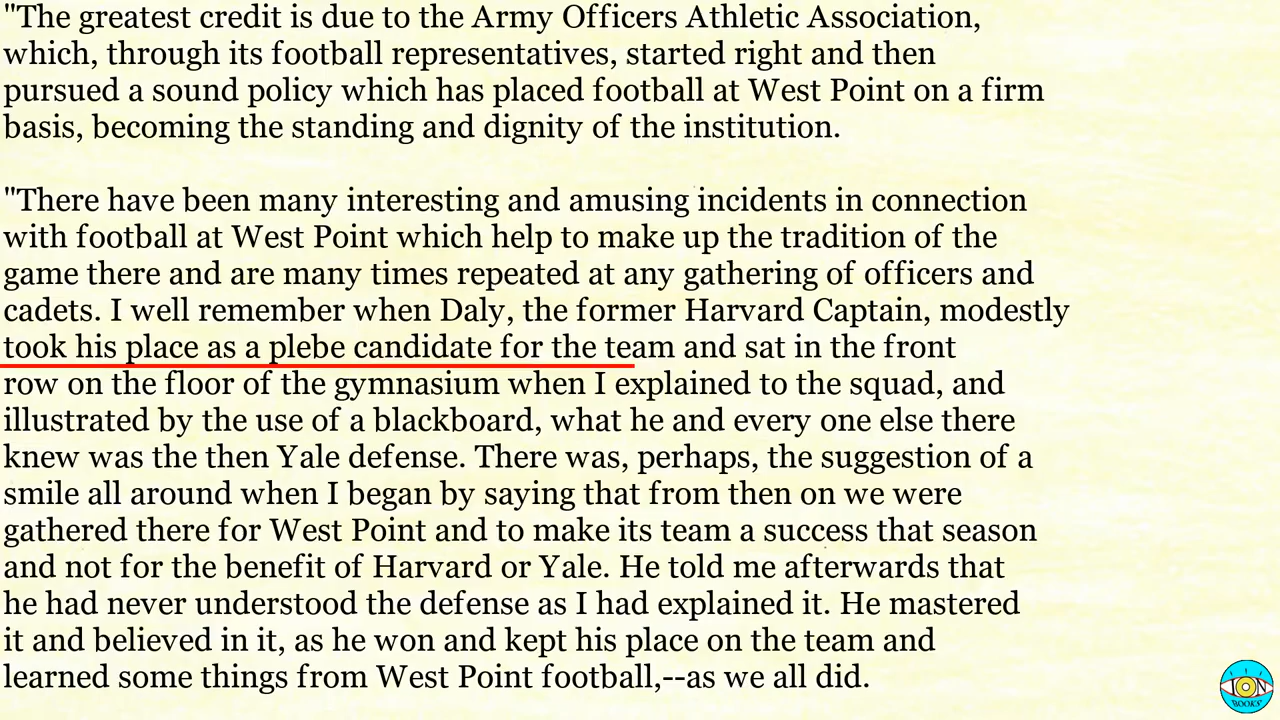 "The greatest credit is due to the Army Officers Athletic Association,
which, through its football representatives, started right and then
pursued a sound policy which has placed football at West Point on a firm
basis, becoming the standing and dignity of the institution.
"There have been many interesting and amusing incidents in connection
with football at West Point which help to make up the tradition of the
game there and are many times repeated at any gathering of officers and
cadets. I well remember when Daly, the former Harvard Captain, modestly
took his place as a plebe candidate for the team and sat in the front
row on the floor of the gymnasium when I explained to the squad, and
illustrated by the use of a blackboard, what he and every one else there
knew was the then Yale defense. There was, perhaps, the suggestion of a
smile all around when I began by saying that from then on we were
gathered there for West Point and to make its team a success that season
and not for the benefit of Harvard or Yale. He told me afterwards that
he had never understood the defense as I had explained it. He mastered
it and believed in it, as he won and kept his place on the team and
learned some things from West Point football,--as we all did.
ION
BOOKS